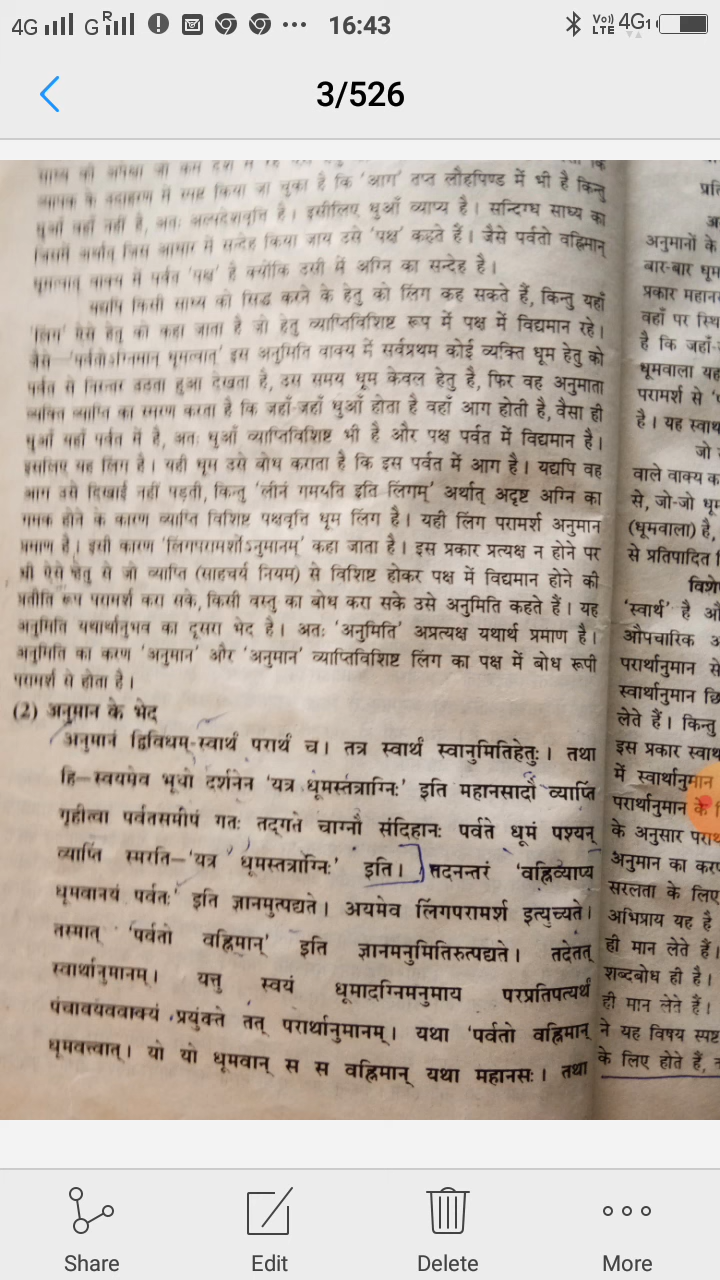 4G G R 16:43 Vo)) LTE 4G1
3/526
साध्य की अपेक्षा जो कम देश में रहे
व्यापक के उदाहरण में स्पष्ट किया जा चुका है कि 'आग' तप्त लौहपिण्ड में भी है किन्तु
धुआँ वहाँ नहीं है, अतः अल्पदेशवृत्ति है। इसीलिए धुआँ व्याप्य है। सन्दिग्ध साध्य का
जिसमें अर्थात् जिस आधार में सन्देह किया जाय उसे 'पक्ष' कहते हैं। जैसे पर्वतो वह्निमान्
धूमत्वात् वाक्य में पर्वत 'पक्ष' है क्योंकि उसी में अग्नि का सन्देह है।
यद्यपि किसी साध्य को सिद्ध करने के हेतु को लिंग कह सकते हैं, किन्तु यहाँ
'लिंग' ऐसे हेतु को कहा जाता है जो हेतु व्याप्तिविशिष्ट रूप में पक्ष में विद्यमान रहे।
जैसे—'पर्वतोऽग्निमान् धूमत्वात्' इस अनुमिति वाक्य में सर्वप्रथम कोई व्यक्ति धूम हेतु को
पर्वत से निरन्तर उठता हुआ देखता है, उस समय धूम केवल हेतु है, फिर वह अनुमाता
व्यक्ति व्याप्ति का स्मरण करता है कि जहाँ-जहाँ धुआँ होता है वहाँ आग होती है, वैसा ही
धुआँ यहाँ पर्वत में है, अतः धुआँ व्याप्तिविशिष्ट भी है और पक्ष पर्वत में विद्यमान है।
इसलिए यह लिंग है। यही धूम उसे बोध कराता है कि इस पर्वत में आग है। यद्यपि वह
आग उसे दिखाई नहीं पड़ती, किन्तु 'लीनं गमयति इति लिंगम्' अर्थात् अदृष्ट अग्नि का
गमक होने के कारण व्याप्ति विशिष्ट पक्षवृत्ति धूम लिंग है। यही लिंग परामर्श अनुमान
प्रमाण है। इसी कारण 'लिंगपरामर्शोऽनुमानम्' कहा जाता है। इस प्रकार प्रत्यक्ष न होने पर
भी ऐसे हेतु से जो व्याप्ति (साहचर्य नियम) से विशिष्ट होकर पक्ष में विद्यमान होने की
प्रतीति रूप परामर्श करा सके, किसी वस्तु का बोध करा सके उसे अनुमिति कहते हैं। यह
अनुमिति यथार्थानुभव का दूसरा भेद है। अतः 'अनुमिति' अप्रत्यक्ष यथार्थ प्रमाण है।
अनुमिति का करण 'अनुमान' और 'अनुमान' व्याप्तिविशिष्ट लिंग का पक्ष में बोध रूपी
परामर्श से होता है।
(2) अनुमान के भेद
अनुमानं द्विविधम्-स्वार्थं परार्थं च। तत्र स्वार्थं स्वानुमितिहेतुः। तथा
हि—स्वयमेव भूयो दर्शनेन 'यत्र धूमस्तत्राग्निः' इति महानसादौ व्याप्तिं
गृहीत्वा पर्वतसमीपं गतः तद्गते चाग्नौ संदिहानः पर्वते धूमं पश्यन्
व्याप्तिं स्मरति—'यत्र धूमस्तत्राग्निः' इति। तदनन्तरं 'वह्निव्याप्य
धूमवानयं पर्वतः' इति ज्ञानमुत्पद्यते। अयमेव लिंगपरामर्श इत्युच्यते।
तस्मात् 'पर्वतो वह्निमान्' इति ज्ञानमनुमितिरुत्पद्यते। तदेतत्
स्वार्थानुमानम्। यत्तु स्वयं धूमादग्निमनुमाय परप्रतिपत्यर्थं
पंचावयववाक्यं प्रयुंक्ते तत् परार्थानुमानम्। यथा 'पर्वतो वह्निमान्
धूमवत्त्वात्। यो यो धूमवान् स स वह्निमान् यथा महानसः। तथा
अनुमानों के
बार-बार धूम
प्रकार महान
वहाँ पर स्थि
है कि जहाँ-
धूमवाला यह
परामर्श से
है। यह स्वार्थ
जो
वाले वाक्य क
से, जो-जो धूम
(धूमवाला) है,
से प्रतिपादित
विशे
'स्वार्थ' है औ
औपचारिक अ
परार्थानुमान से
स्वार्थानुमान छि
लेते हैं। किन्तु
इस प्रकार स्वार्थ
में स्वार्थानुमान
परार्थानुमान के
के अनुसार परार्थ
अनुमान का कर
सरलता के लिए
अभिप्राय यह है
ही मान लेते हैं।
शब्दबोध ही है।
ही मान लेते हैं।
ने यह विषय स्पष्ट
के लिए होते हैं,
Share Edit Delete More